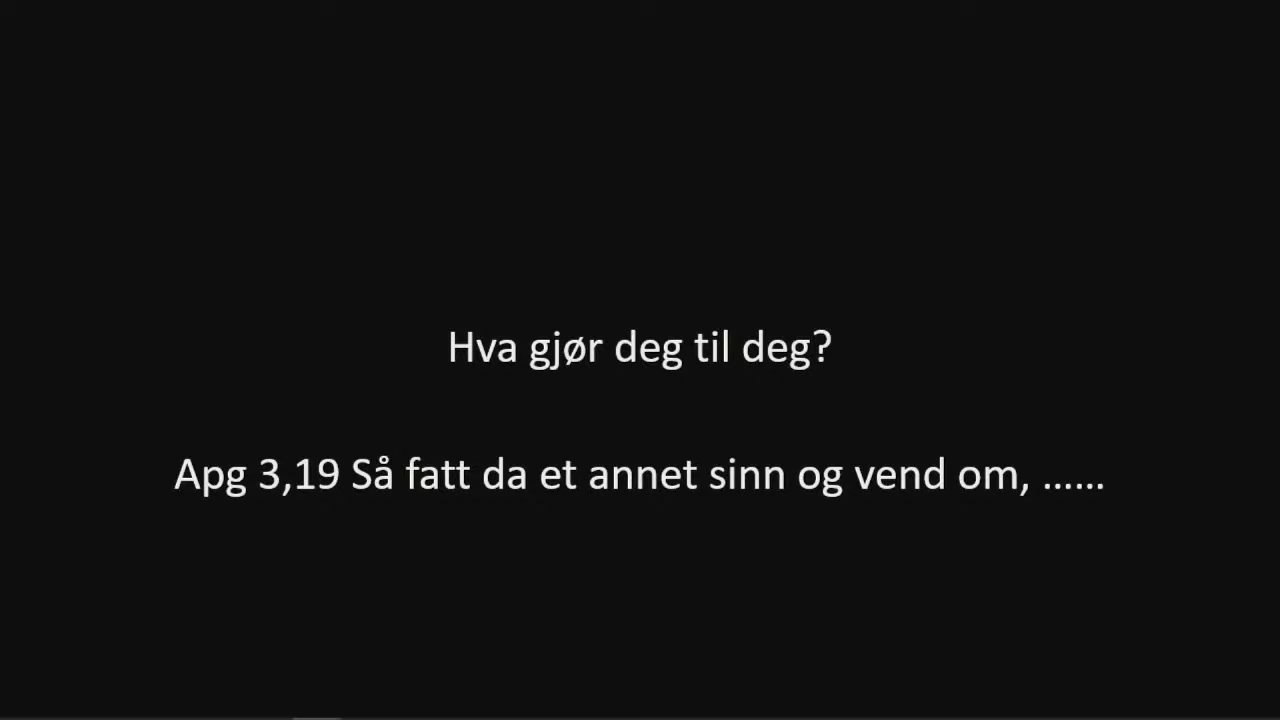 Hva gjør deg til deg?
Apg 3,19 Så fatt da et annet sinn og vend om, ......